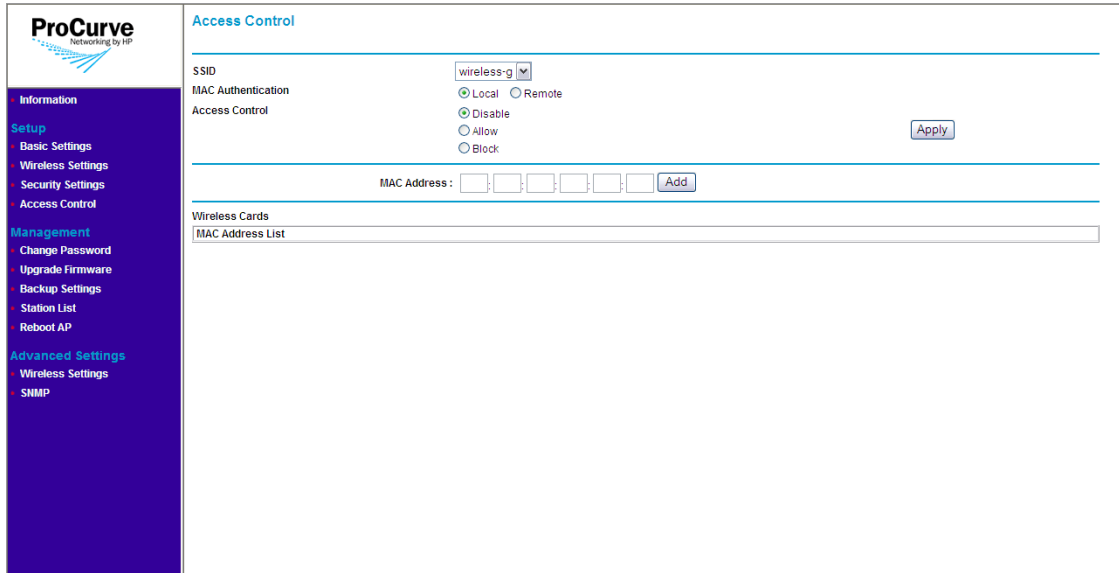 ProCurve
Networking by HP
Information
Setup
Basic Settings
Wireless Settings
Security Settings
Access Control
Management
Change Password
Upgrade Firmware
Backup Settings
Station List
Reboot AP
Advanced Settings
Wireless Settings
SNMP
Access Control
SSID wireless-g
MAC Authentication Local Remote
Access Control Disable
Allow Apply
Block
MAC Address : : : : : : Add
Wireless Cards
MAC Address List